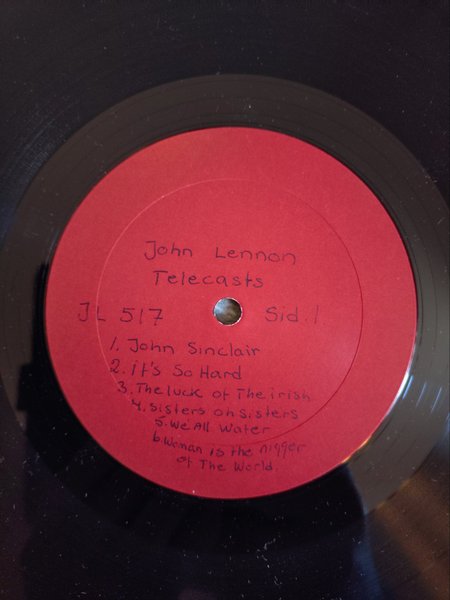 John Lennon
Telecasts
JL 517 Sid. 1.
1. John Sinclair
2. it's So Hard
3. The luck of The irish
4. sisters oh sisters
5. We All Water
6. Woman is the nigger
of The World.